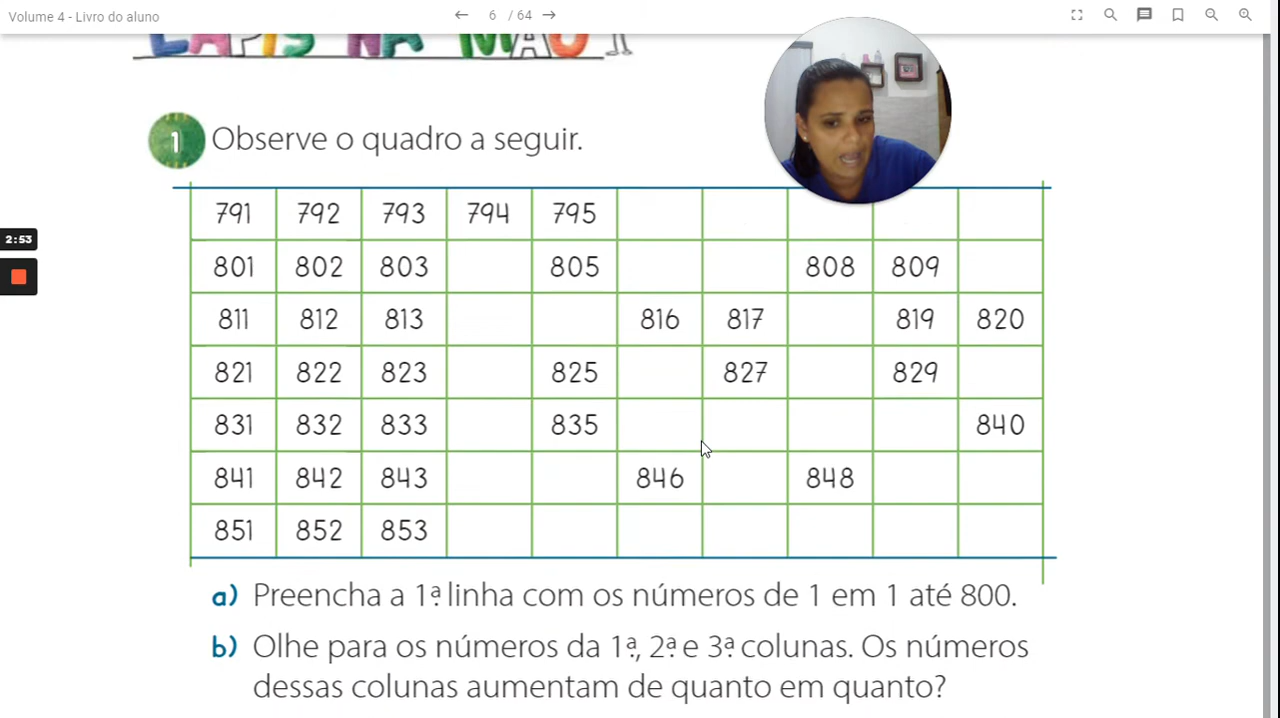 Volume 4 - Livro do aluno
6 / 64
LÁPIS NA MÃO
1 Observe o quadro a seguir.
791 792 793 794 795
2:53
801 802 803 805 808 809
811 812 813 816 817 819 820
821 822 823 825 827 829
831 832 833 835 840
841 842 843 846 848
851 852 853
a) Preencha a 1ª linha com os números de 1 em 1 até 800.
b) Olhe para os números da 1ª, 2ª e 3ª colunas. Os números
dessas colunas aumentam de quanto em quanto?